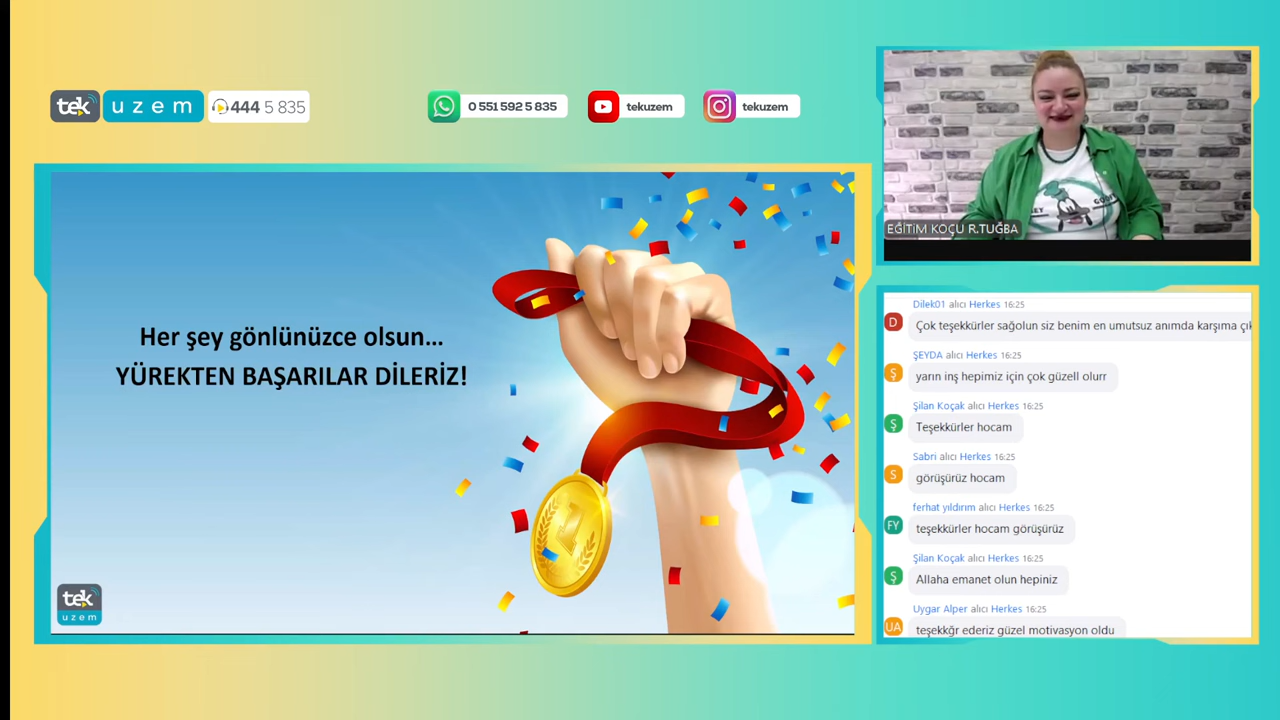 tek uzem 444 5 835
0 551 592 5 835
tekuzem
tekuzem
Her şey gönlünüzce olsun...
YÜREKTEN BAŞARILAR DİLERİZ!
1
tek
uzem
EĞİTİM KOÇU R.TUĞBA
Dilek01 alıcı Herkes 16:25
D
Çok teşekkürler sağolun siz benim en umutsuz anımda karşıma çık
ŞEYDA alıcı Herkes 16:25
Ş
yarın inş hepimiz için çok güzell olurr
Şilan Koçak alıcı Herkes 16:25
Ş
Teşekkürler hocam
Sabri alıcı Herkes 16:25
S
görüşürüz hocam
ferhat yıldırım alıcı Herkes 16:25
FY
teşekkürler hocam görüşürüz
Şilan Koçak alıcı Herkes 16:25
Ş
Allaha emanet olun hepiniz
Uygar Alper alıcı Herkes 16:25
UA
teşekkğr ederiz güzel motivasyon oldu